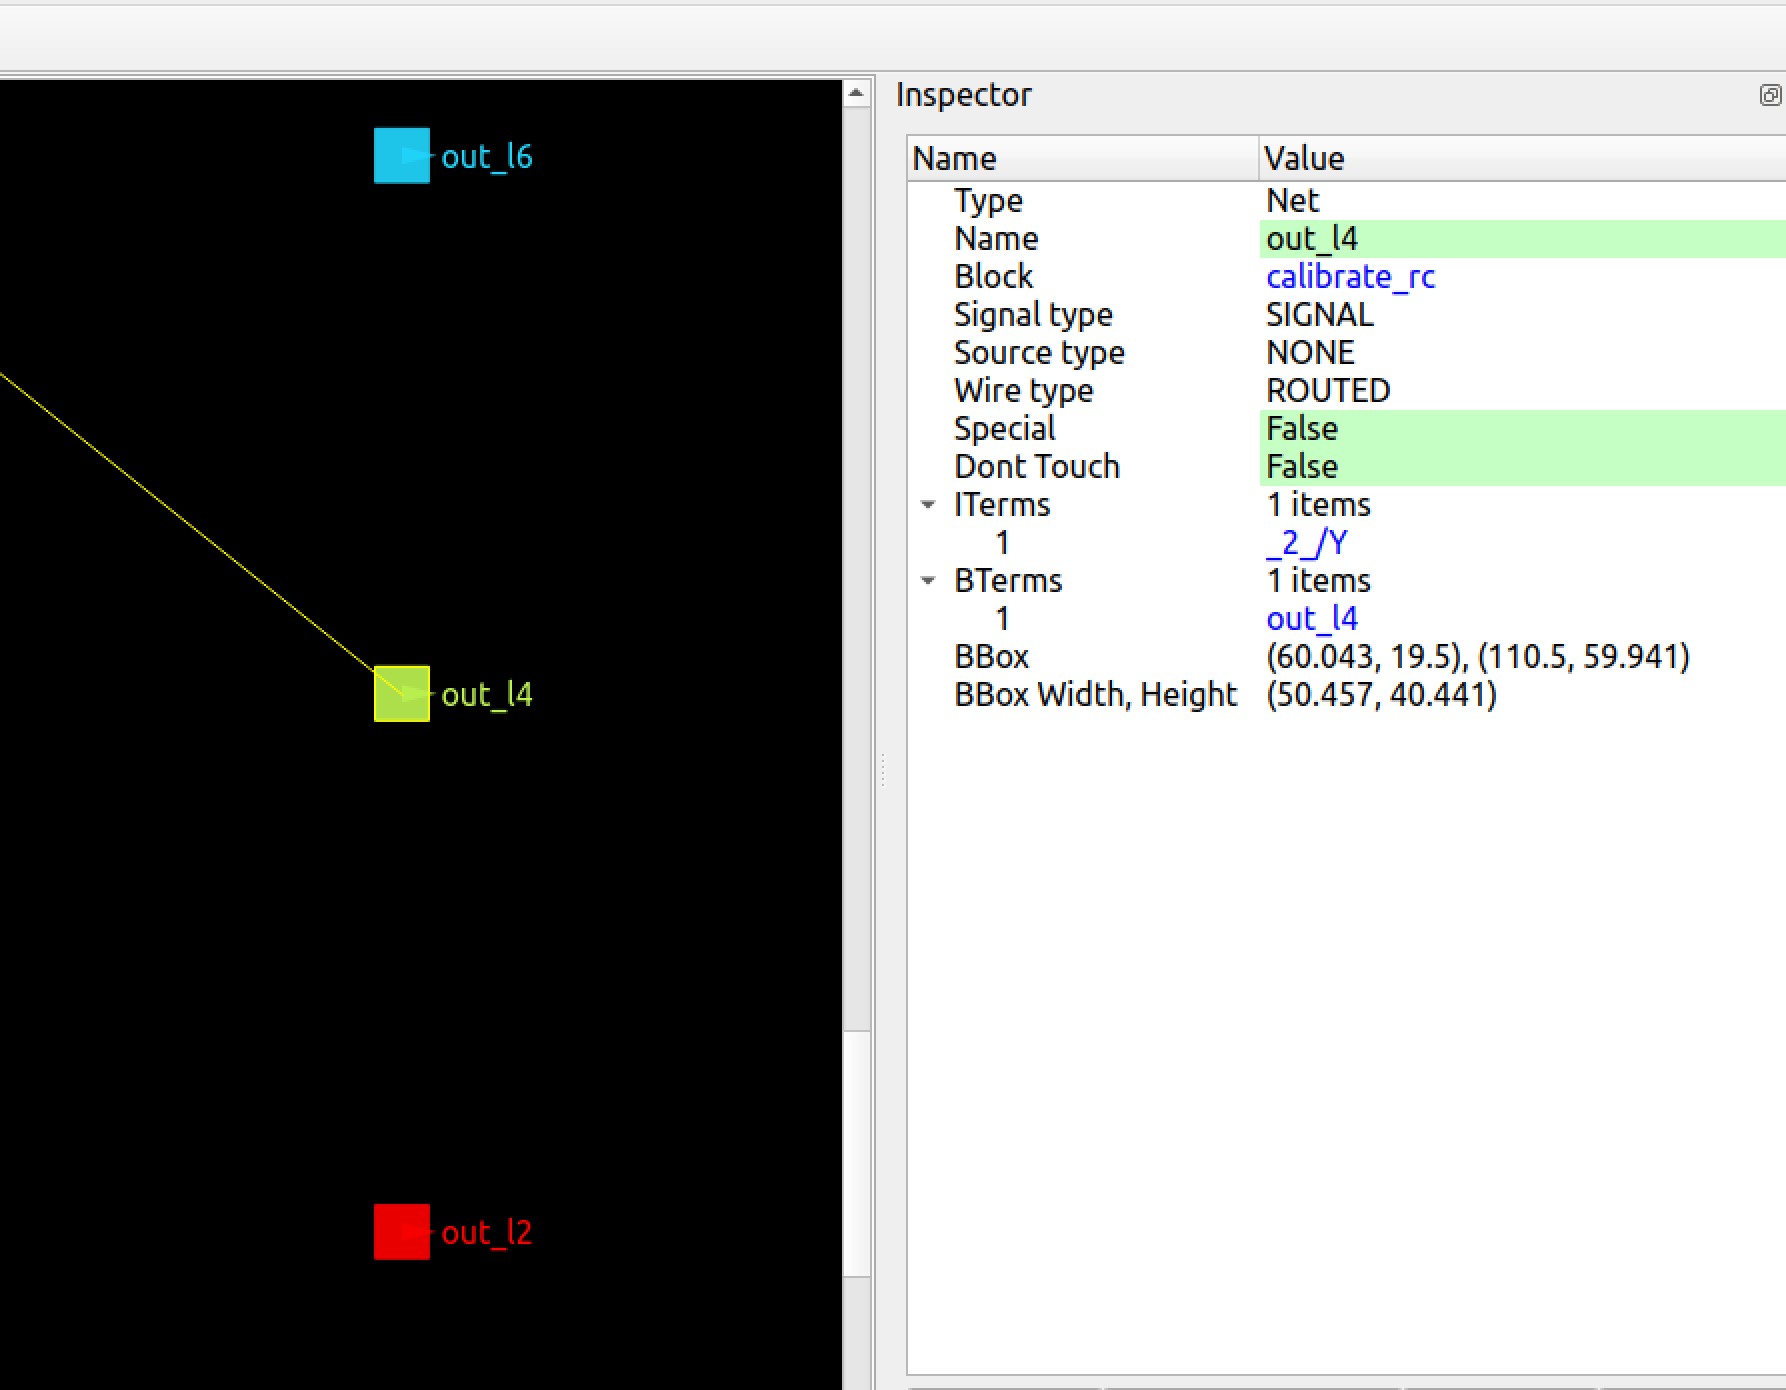 out_l6
out_l4
out_l2
Inspector
Name Value
Type Net
Name out_l4
Block calibrate_rc
Signal type SIGNAL
Source type NONE
Wire type ROUTED
Special False
Dont Touch False
ITerms 1 items
1 _2_/Y
BTerms 1 items
1 out_l4
BBox (60.043, 19.5), (110.5, 59.941)
BBox Width, Height (50.457, 40.441)